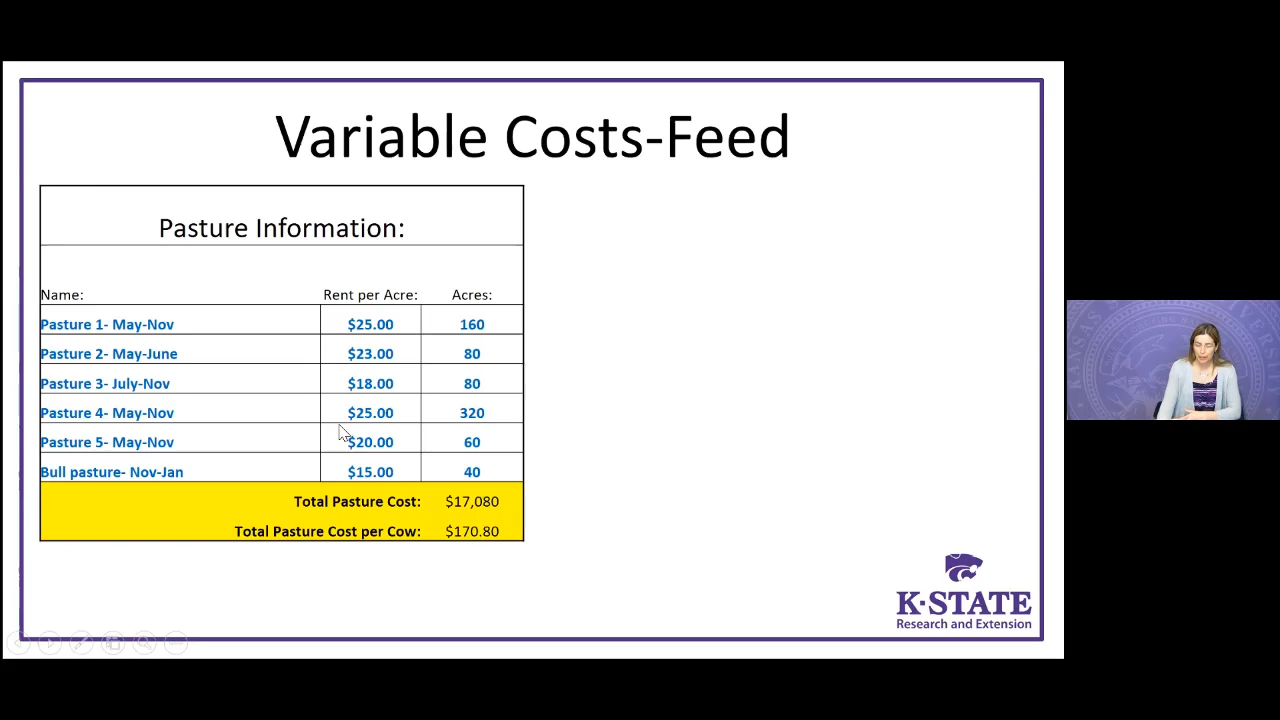 Variable Costs-Feed
Pasture Information:
Name: Rent per Acre: Acres:
Pasture 1- May-Nov $25.00 160
Pasture 2- May-June $23.00 80
Pasture 3- July-Nov $18.00 80
Pasture 4- May-Nov $25.00 320
Pasture 5- May-Nov $20.00 60
Bull pasture- Nov-Jan $15.00 40
Total Pasture Cost: $17,080
Total Pasture Cost per Cow: $170.80
K-STATE
Research and Extension